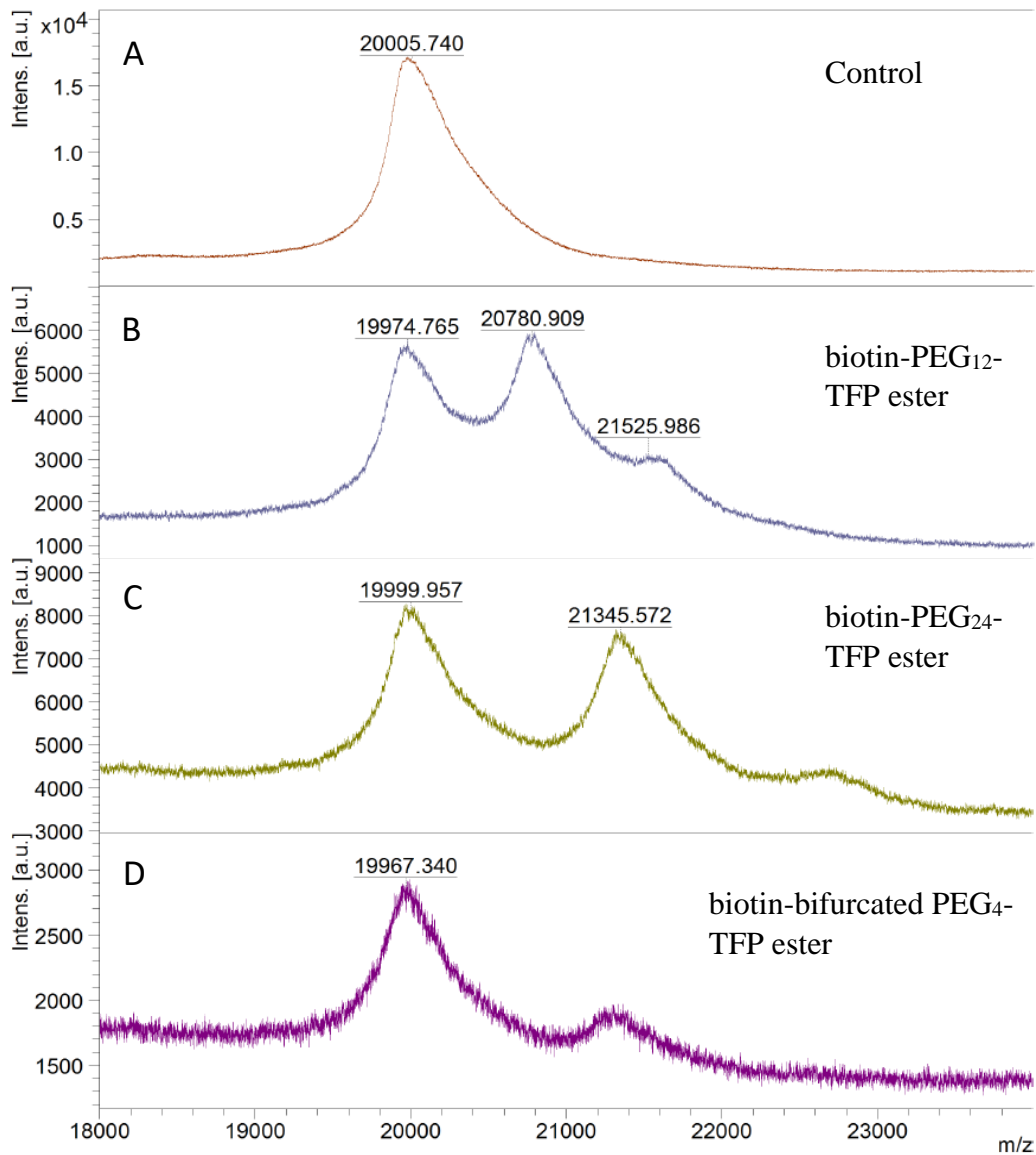 x10⁴
Intens. [a.u.]
A
20005.740
Control
1.5
1.0
0.5
Intens. [a.u.]
B
19974.765
20780.909
21525.986
biotin-PEG₁₂-
TFP ester
6000
5000
4000
3000
2000
1000
Intens. [a.u.]
C
19999.957
21345.572
biotin-PEG₂₄-
TFP ester
9000
8000
7000
6000
5000
4000
3000
Intens. [a.u.]
D
19967.340
biotin-bifurcated PEG₄-
TFP ester
3000
2500
2000
1500
18000 19000 20000 21000 22000 23000
m/z